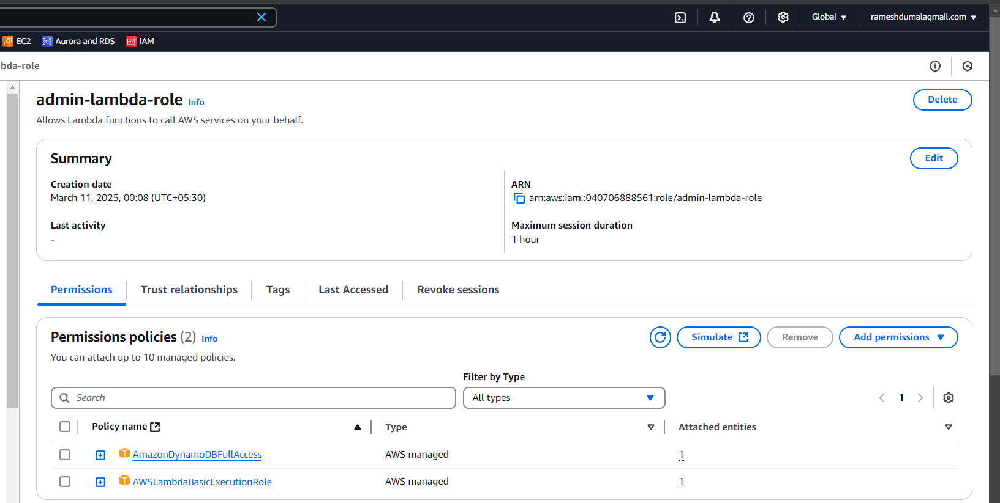 Global
rameshdumalagmail.com
EC2
Aurora and RDS
IAM
bda-role
admin-lambda-role Info
Delete
Allows Lambda functions to call AWS services on your behalf.
Summary
Edit
Creation date
March 11, 2025, 00:08 (UTC+05:30)
ARN
arn:aws:iam::040706888561:role/admin-lambda-role
Last activity
-
Maximum session duration
1 hour
Permissions
Trust relationships
Tags
Last Accessed
Revoke sessions
Permissions policies (2) Info
Simulate
Remove
Add permissions
You can attach up to 10 managed policies.
Filter by Type
Search
All types
1
Policy name
Type
Attached entities
AmazonDynamoDBFullAccess
AWS managed
1
AWSLambdaBasicExecutionRole
AWS managed
1